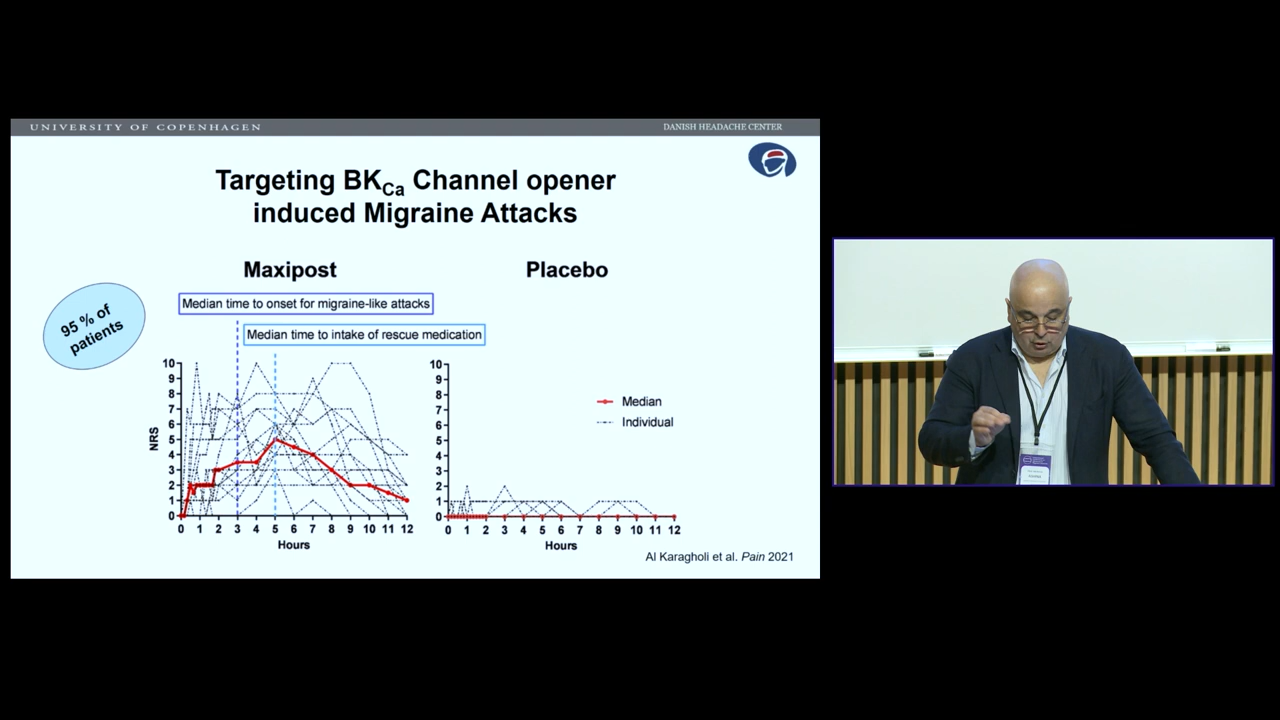 UNIVERSITY OF COPENHAGEN
DANISH HEADACHE CENTER
Targeting BKCa Channel opener
induced Migraine Attacks
Maxipost
Placebo
95 % of
patients
Median time to onset for migraine-like attacks
Median time to intake of rescue medication
NRS
10
9
8
7
6
5
4
3
2
1
0
0 1 2 3 4 5 6 7 8 9 10 11 12
Hours
10
9
8
7
6
5
4
3
2
1
0
0 1 2 3 4 5 6 7 8 9 10 11 12
Hours
Median
Individual
Al Karagholi et al. Pain 2021